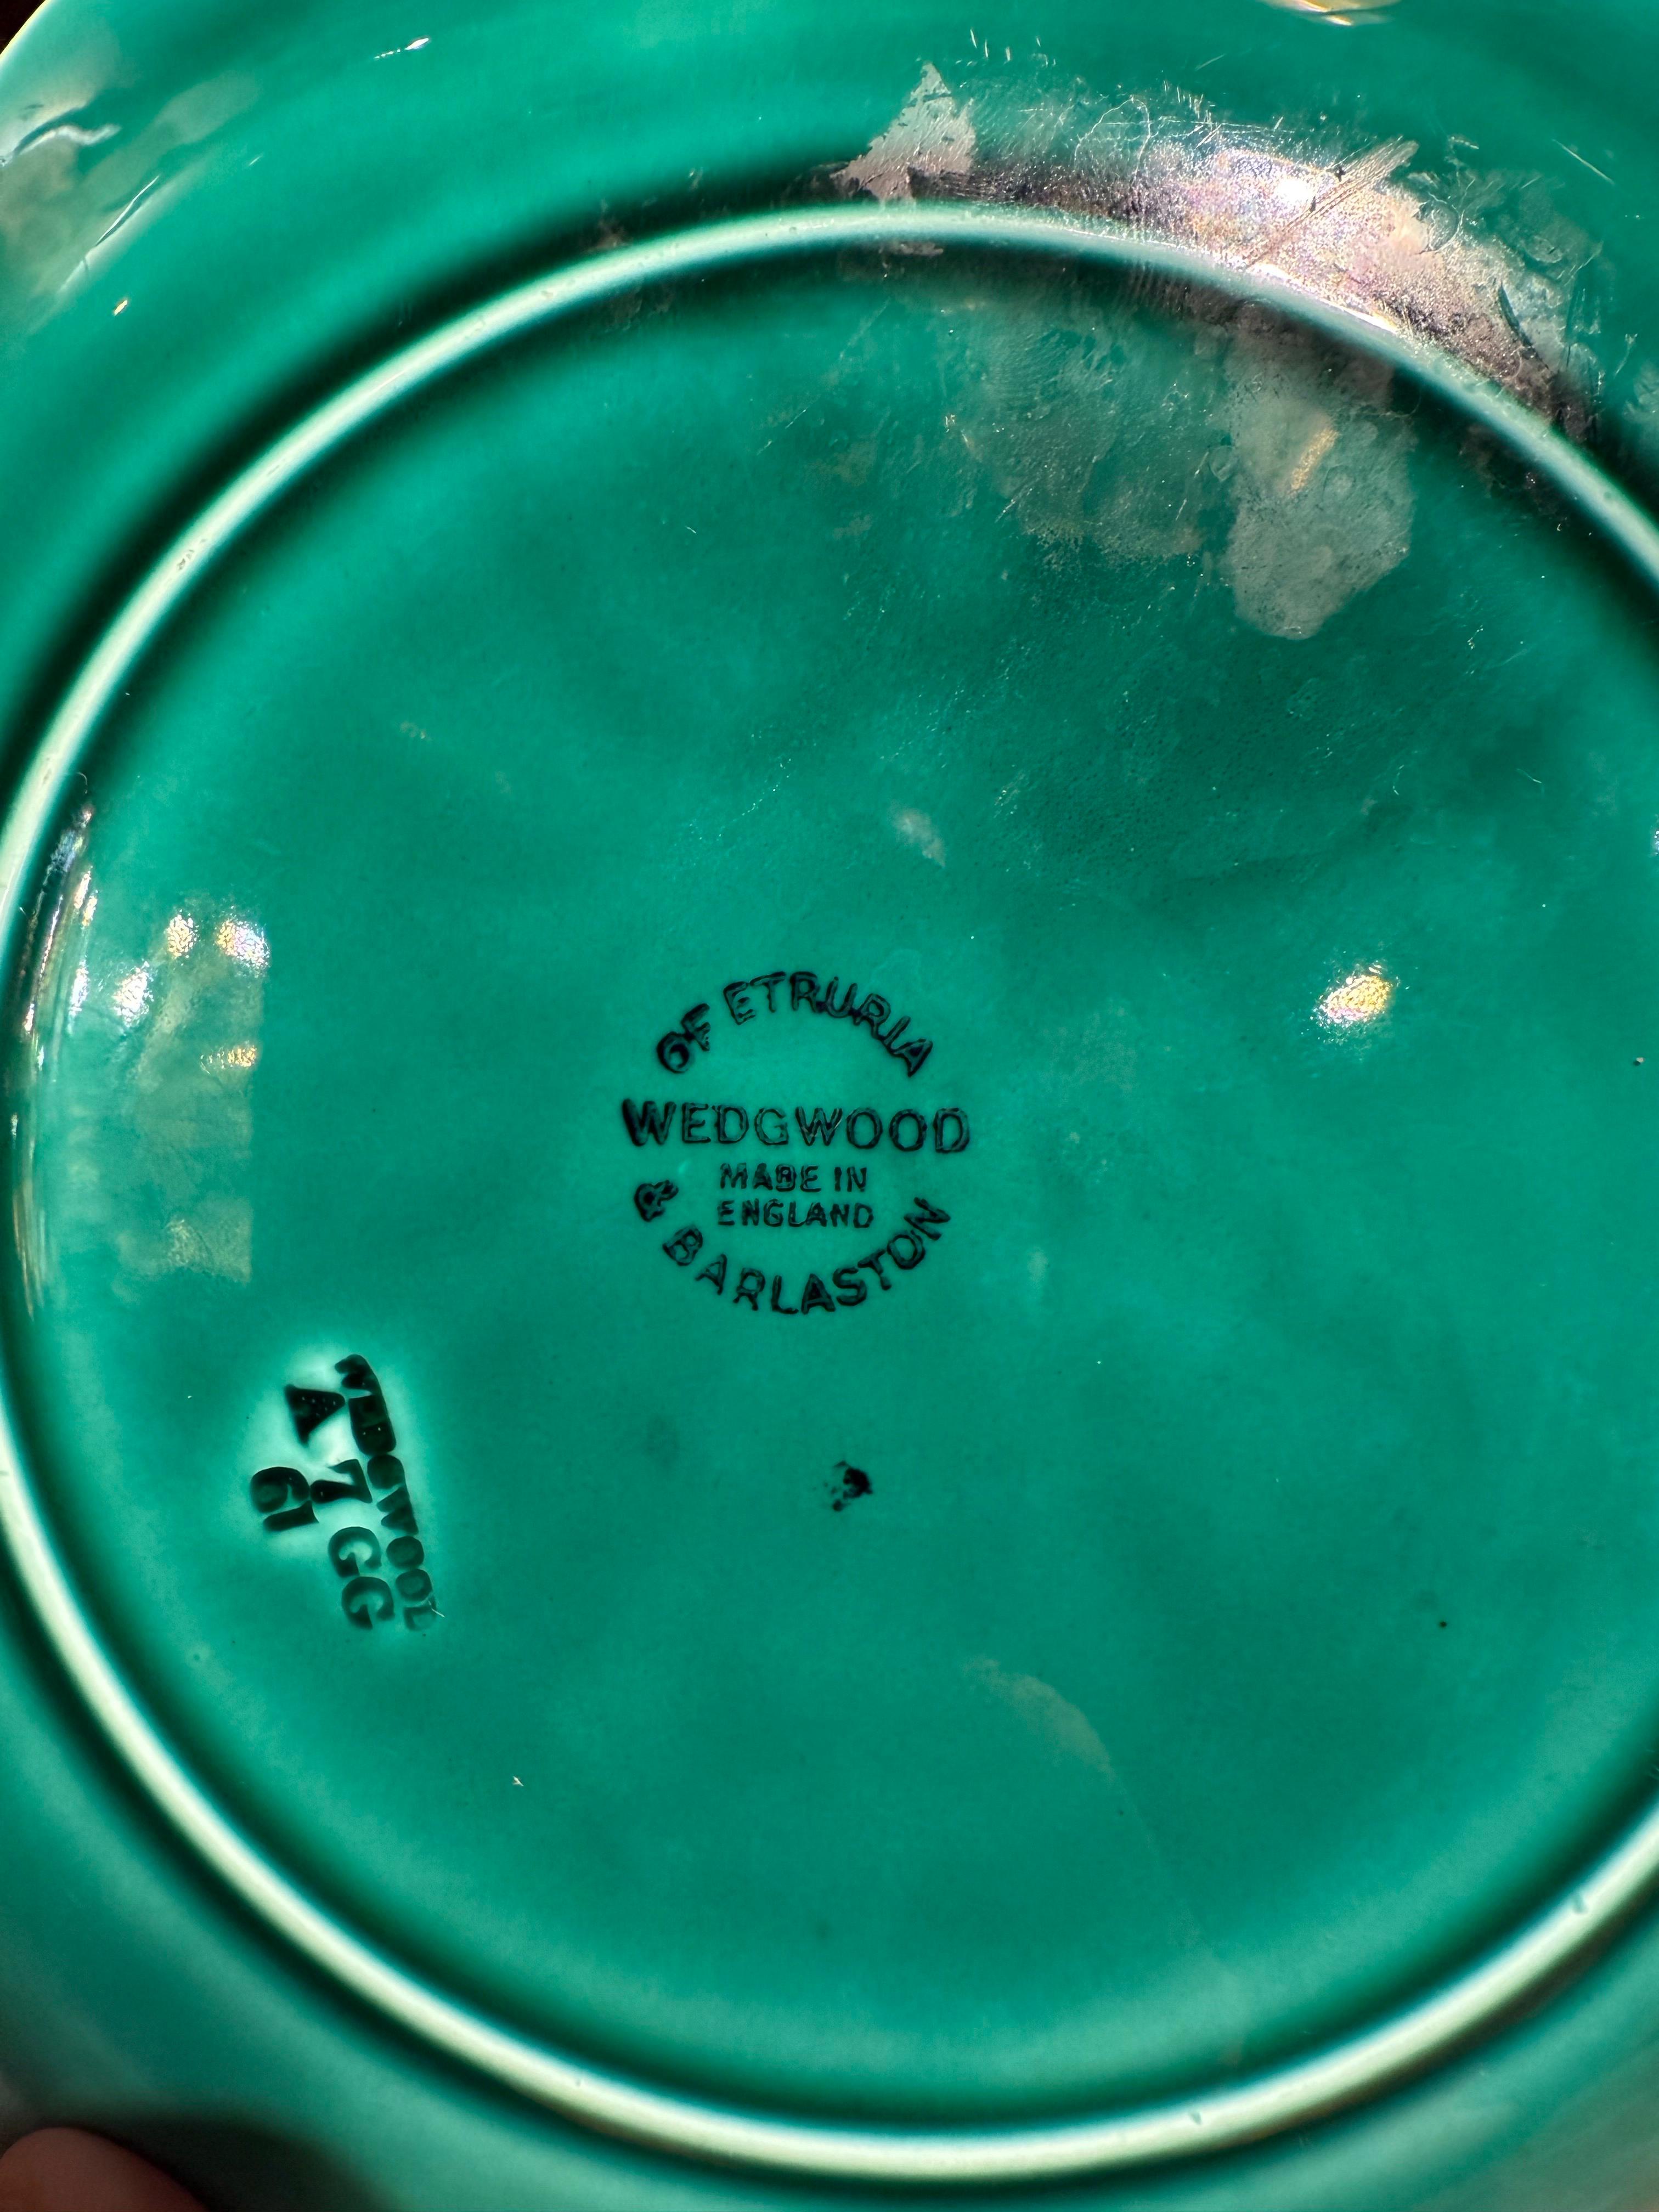 OF ETRURIA
WEDGWOOD
MADE IN
ENGLAND
& BARLASTON
WEDGWOOD
A 7 GG
61